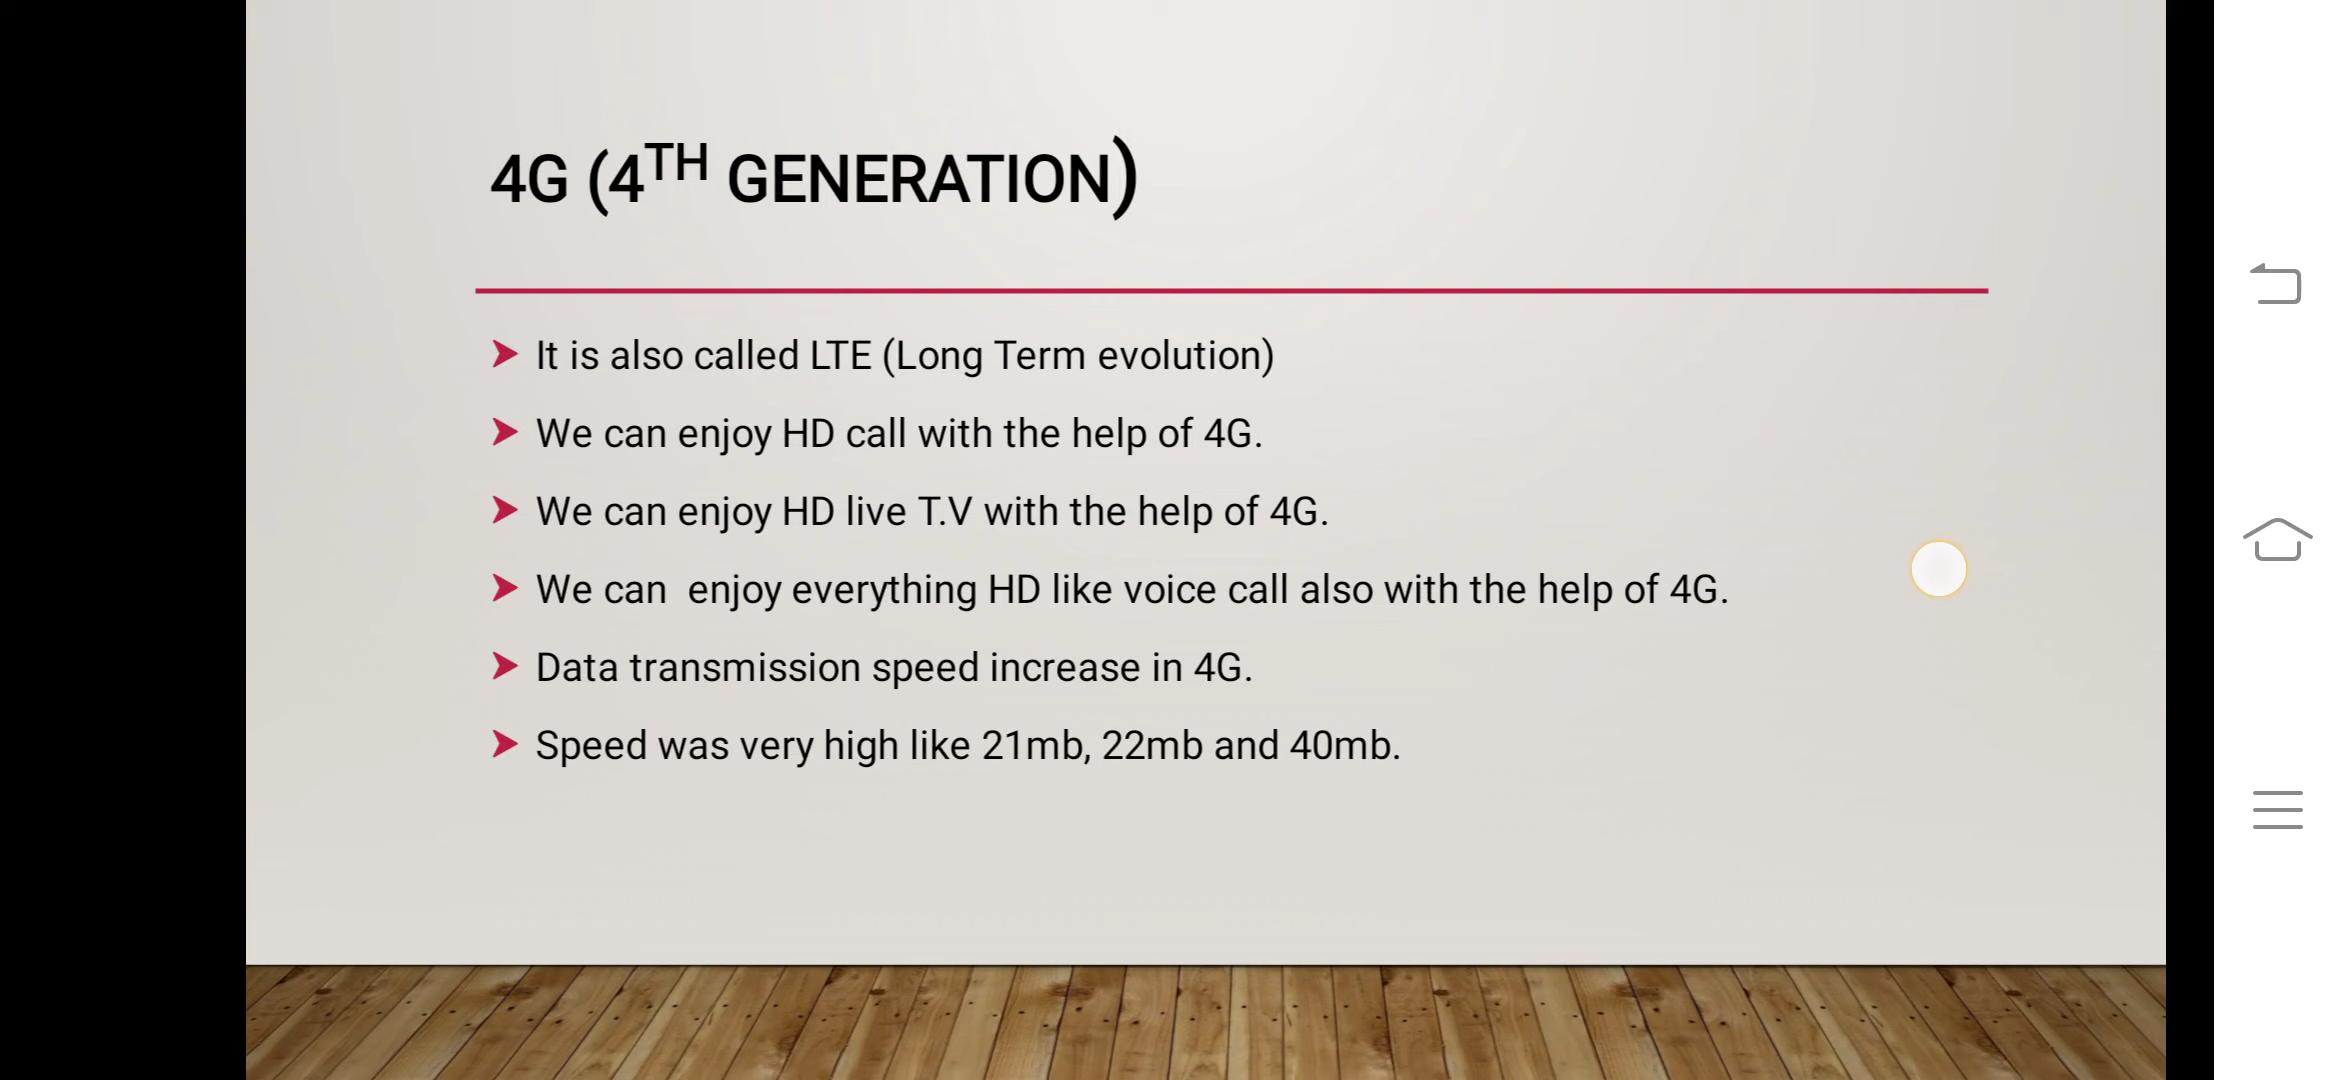 4G (4TH GENERATION)
It is also called LTE (Long Term evolution)
We can enjoy HD call with the help of 4G.
We can enjoy HD live T.V with the help of 4G.
We can  enjoy everything HD like voice call also with the help of 4G.
Data transmission speed increase in 4G.
Speed was very high like 21mb, 22mb and 40mb.